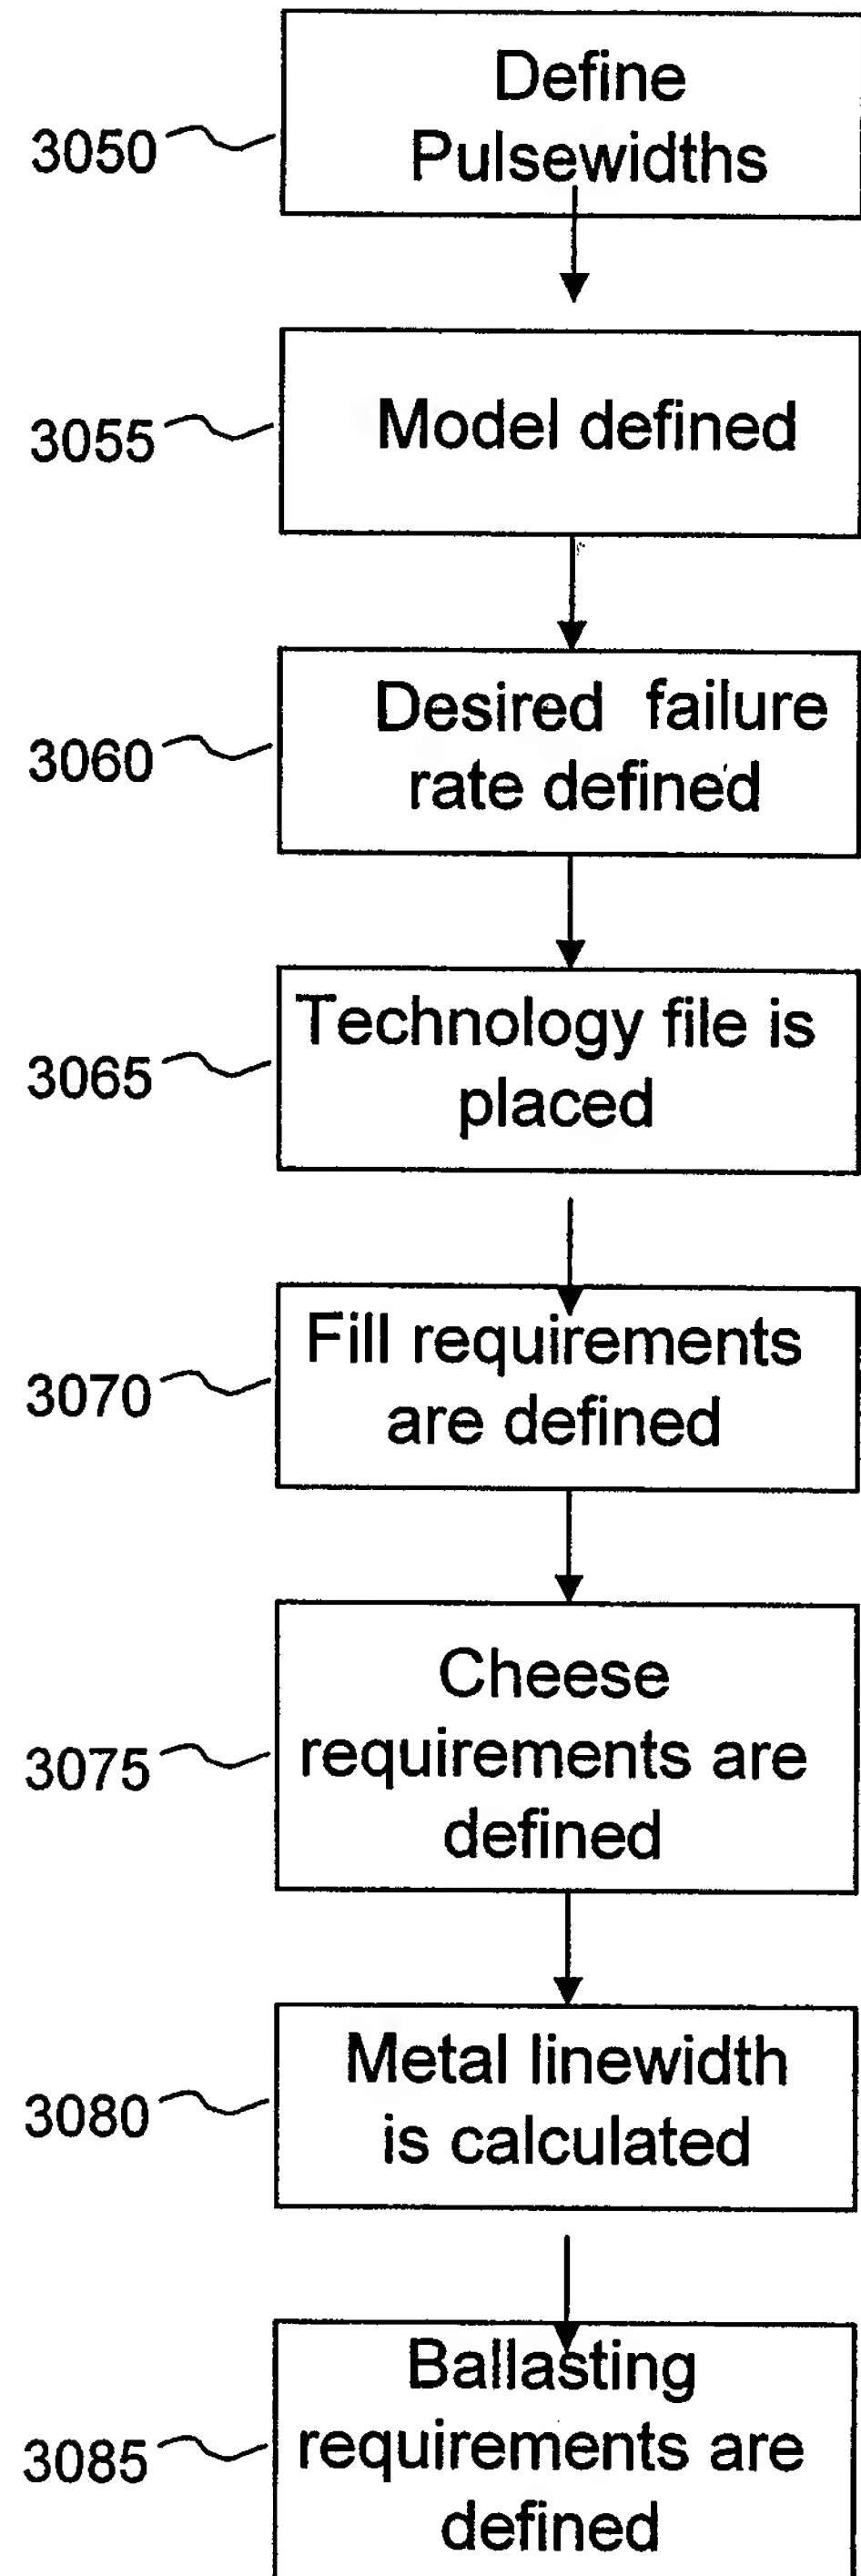 Define
3050
Pulsewidths
3055
Model defined
Desired failure
3060
rate defined
Technology file is
3065
placed
Fill requirements
3070
are defined
Cheese
3075
requirements are
defined
Metal linewidth
3080
is calculated
Ballasting
3085
requirements are
defined